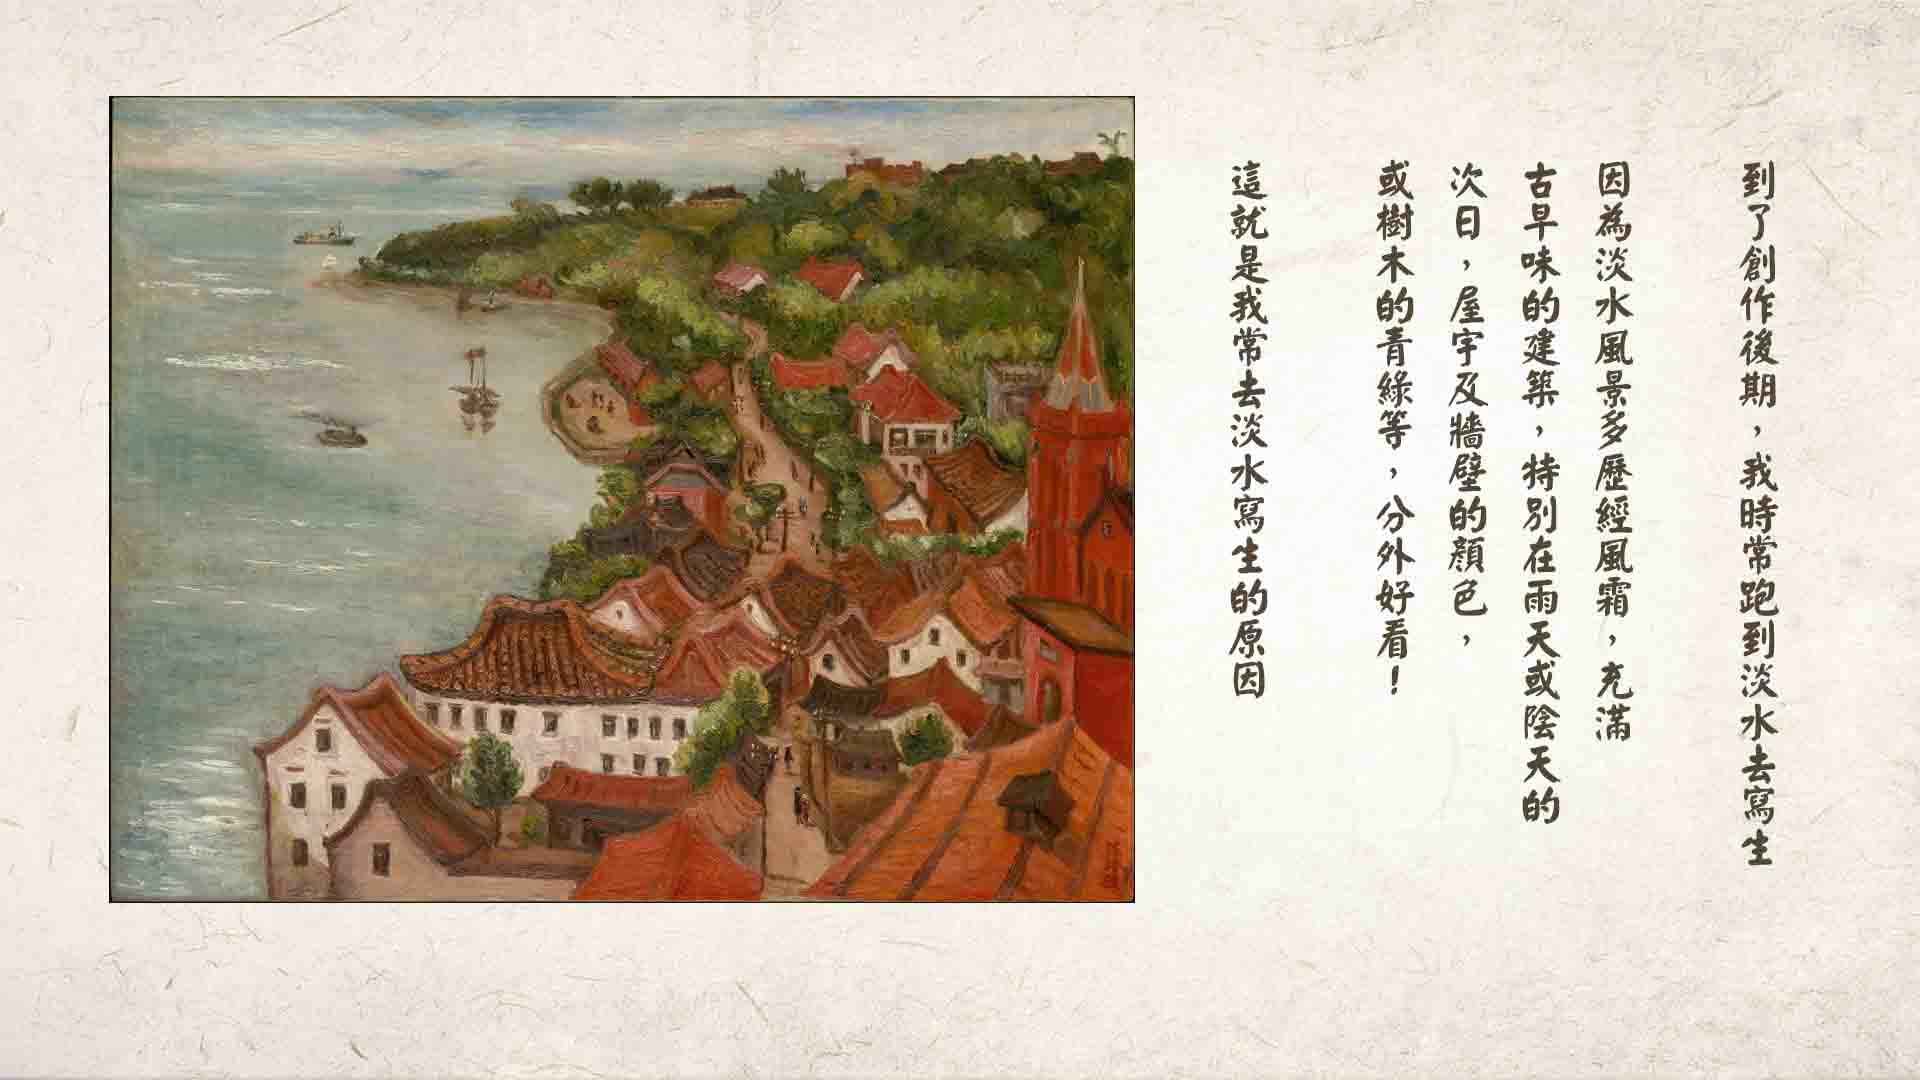 到了創作後期，我時常跑到淡水去寫生
因為淡水風景多歷經風霜，充滿
古早味的建築，特別在雨天或陰天的
次日，屋宇及牆壁的顏色，
或樹木的青綠等，分外好看！
這就是我常去淡水寫生的原因